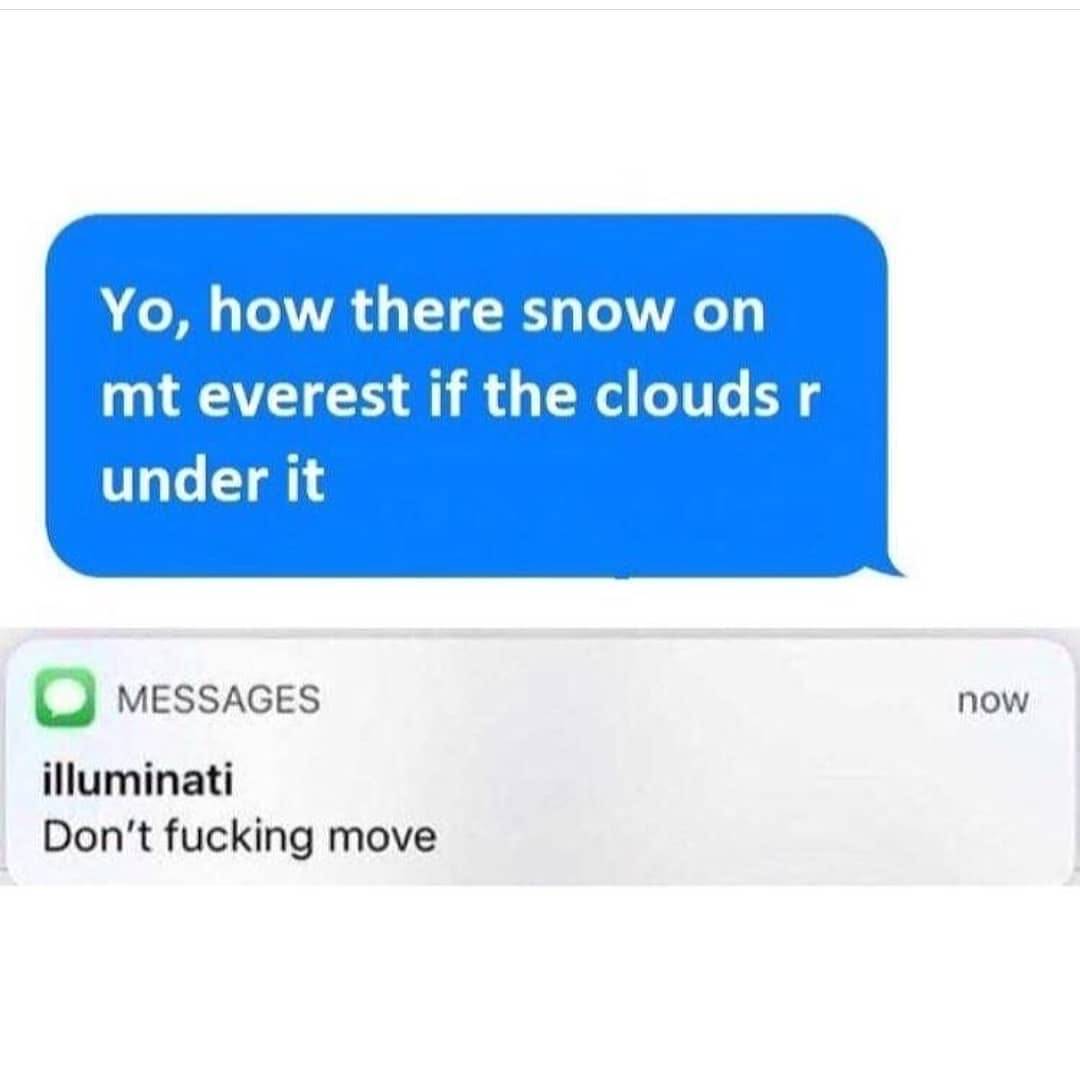 Yo, how there snow on
mt everest if the clouds r
under it
MESSAGES now
illuminati
Don't fucking move